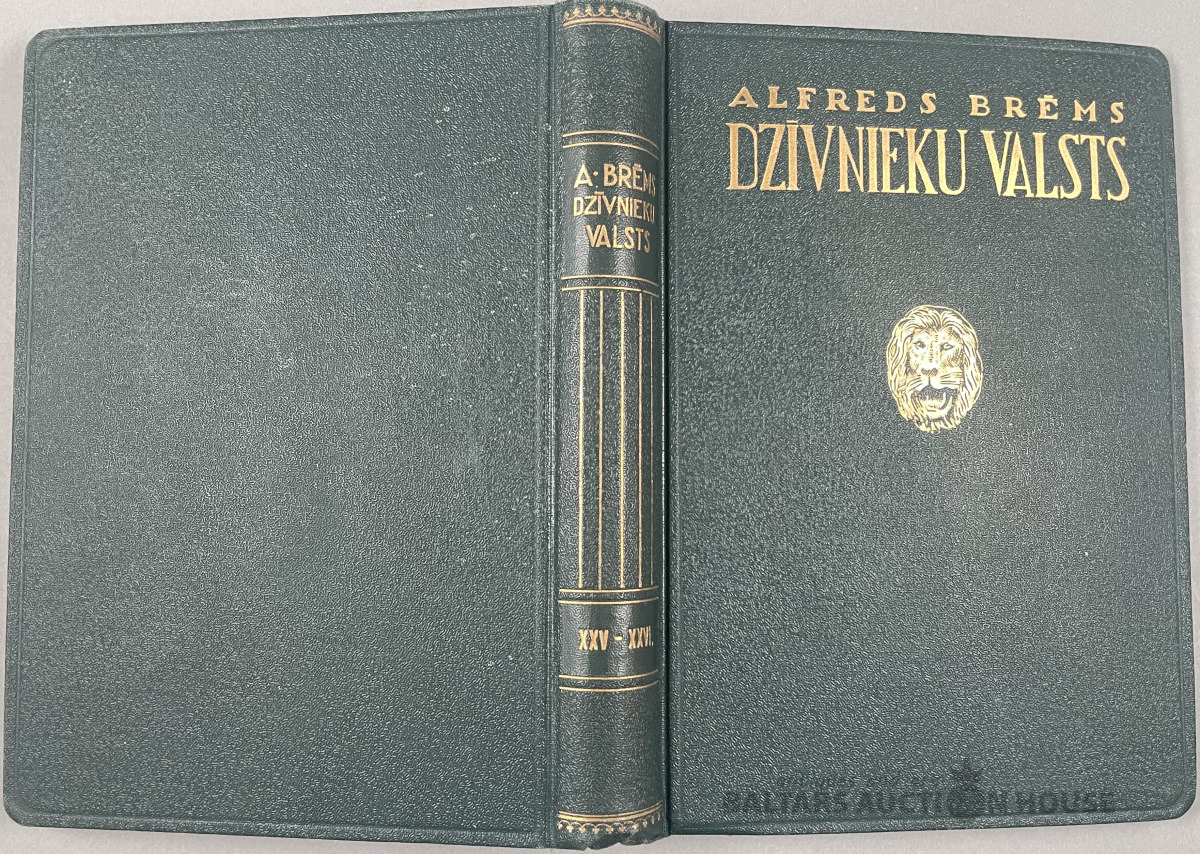 ALFREDS BRĒMS
DZĪVNIEKU VALSTS
A. BRĒMS
DZĪVNIEKU
VALSTS
XXV – XXVI.
BALTARS AUCTION HOUSE